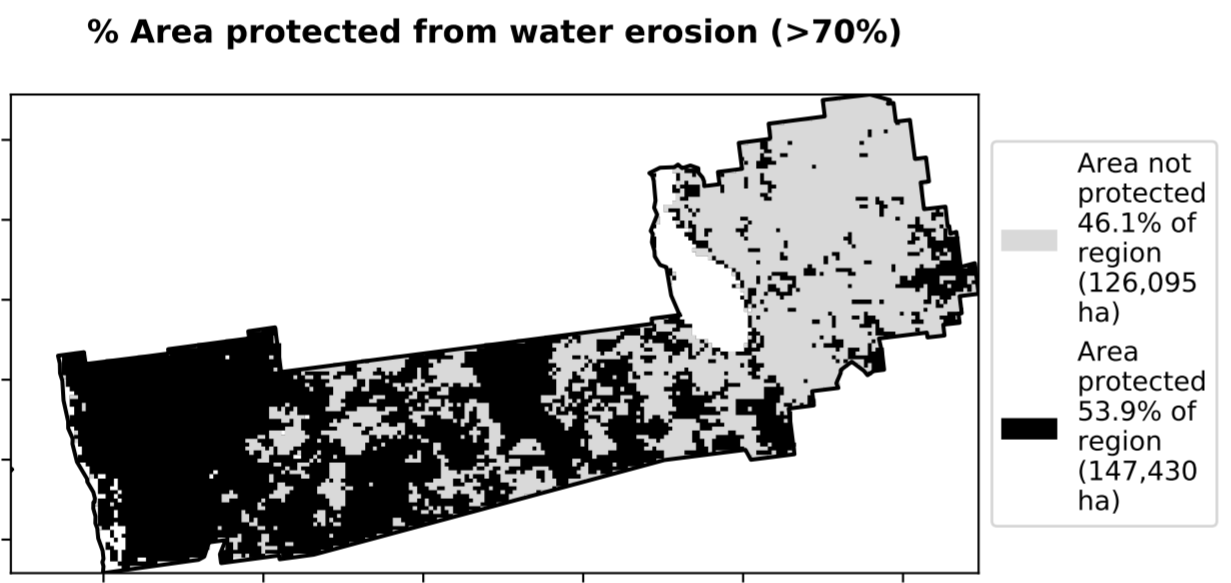 % Area protected from water erosion (>70%)
Area not
protected
46.1% of
region
(126,095
ha)
Area
protected
53.9% of
region
(147,430
ha)